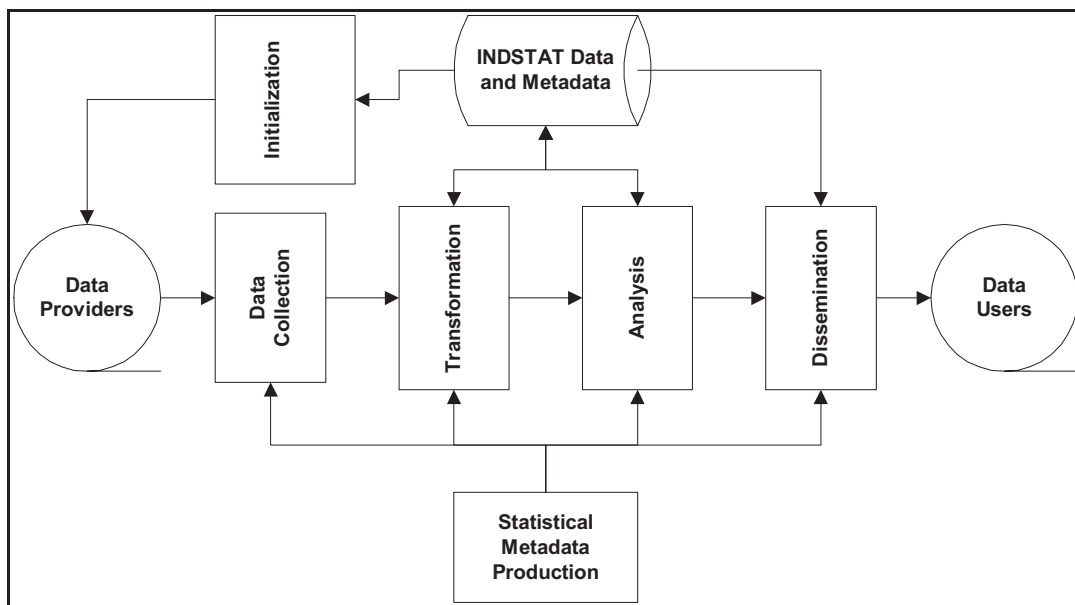 Initialization
INDSTAT Data
and Metadata
Data
Providers
Data
Collection
Transformation
Analysis
Dissemination
Data
Users
Statistical
Metadata
Production